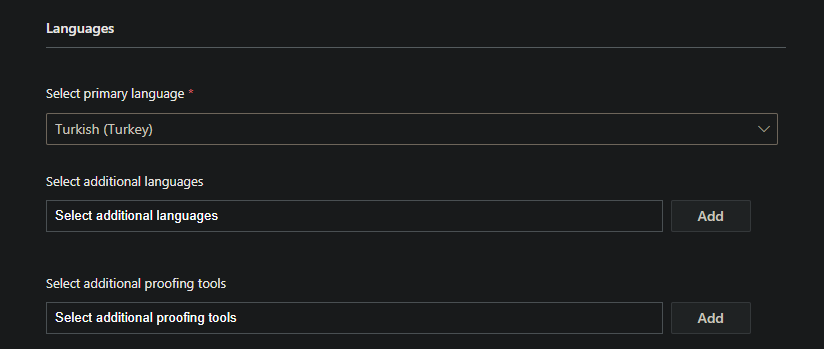 Languages
Select primary language *
Turkish (Turkey)
Select additional languages
Select additional languages
Add
Select additional proofing tools
Select additional proofing tools
Add